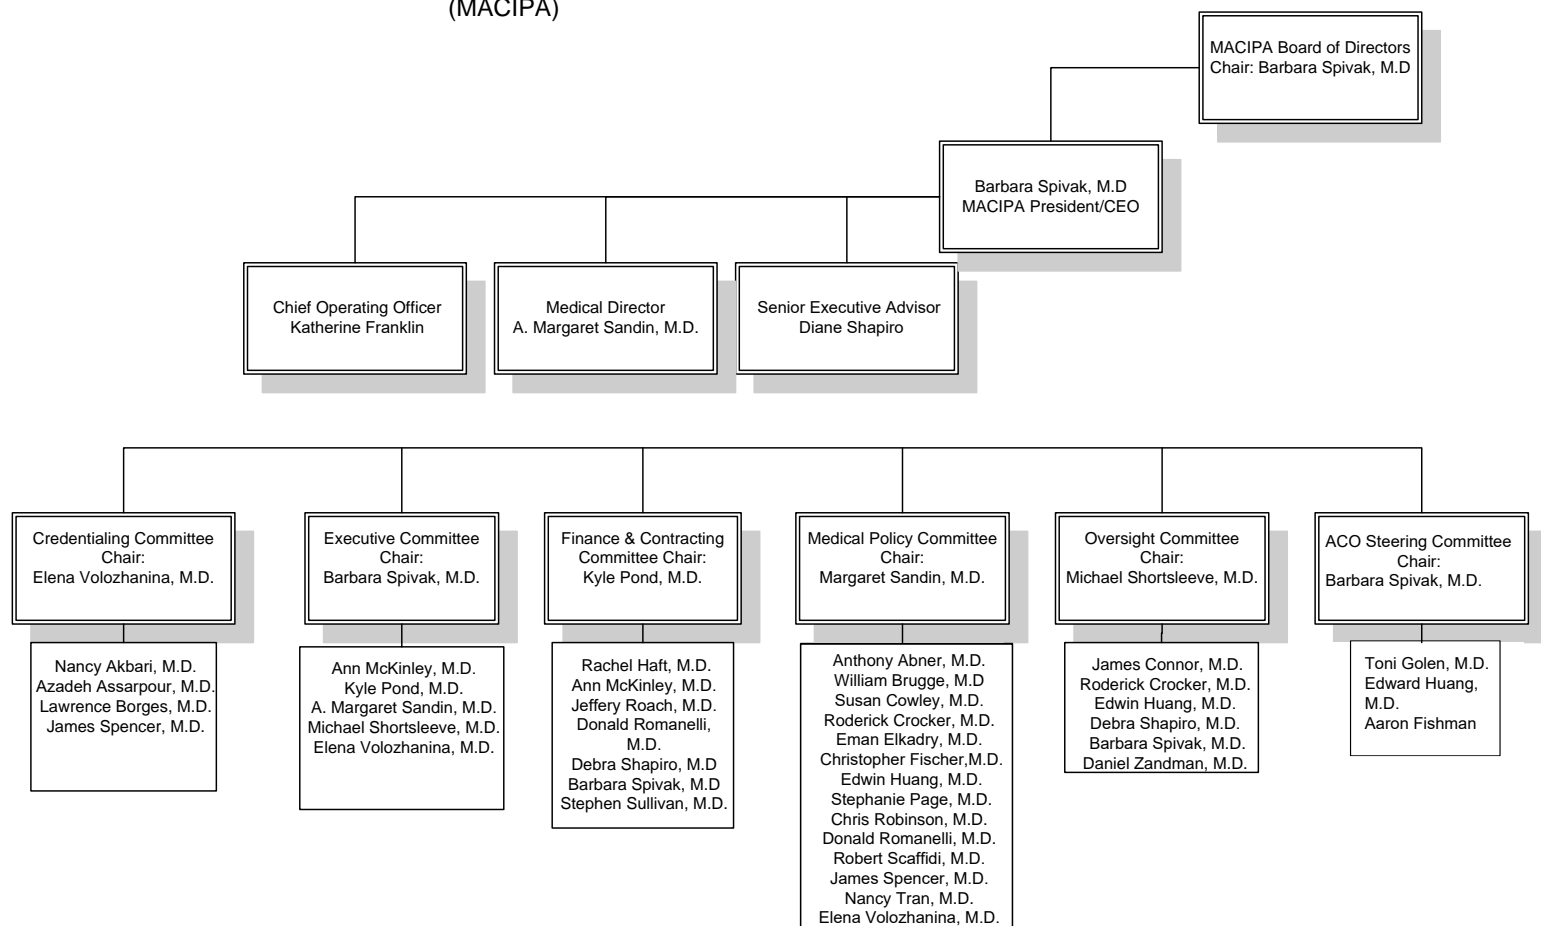 (MACIPA)
MACIPA Board of Directors
Chair: Barbara Spivak, M.D
Barbara Spivak, M.D
MACIPA President/CEO
Chief Operating Officer
Katherine Franklin
Medical Director
A. Margaret Sandin, M.D.
Senior Executive Advisor
Diane Shapiro
Credentialing Committee
Chair:
Elena Volozhanina, M.D.
Executive Committee
Chair:
Barbara Spivak, M.D.
Finance & Contracting
Committee Chair:
Kyle Pond, M.D.
Medical Policy Committee
Chair:
Margaret Sandin, M.D.
Oversight Committee
Chair:
Michael Shortsleeve, M.D.
ACO Steering Committee
Chair:
Barbara Spivak, M.D.
Nancy Akbari, M.D.
Azadeh Assarpour, M.D.
Lawrence Borges, M.D.
James Spencer, M.D.
Ann McKinley, M.D.
Kyle Pond, M.D.
A. Margaret Sandin, M.D.
Michael Shortsleeve, M.D.
Elena Volozhanina, M.D.
Rachel Haft, M.D.
Ann McKinley, M.D.
Jeffery Roach, M.D.
Donald Romanelli,
M.D.
Debra Shapiro, M.D
Barbara Spivak, M.D
Stephen Sullivan, M.D.
Anthony Abner, M.D.
William Brugge, M.D
Susan Cowley, M.D.
Roderick Crocker, M.D.
Eman Elkadry, M.D.
Christopher Fischer,M.D.
Edwin Huang, M.D.
Stephanie Page, M.D.
Chris Robinson, M.D.
Donald Romanelli, M.D.
Robert Scaffidi, M.D.
James Spencer, M.D.
Nancy Tran, M.D.
Elena Volozhanina, M.D.
James Connor, M.D.
Roderick Crocker, M.D.
Edwin Huang, M.D.
Debra Shapiro, M.D.
Barbara Spivak, M.D.
Daniel Zandman, M.D.
Toni Golen, M.D.
Edward Huang,
M.D.
Aaron Fishman